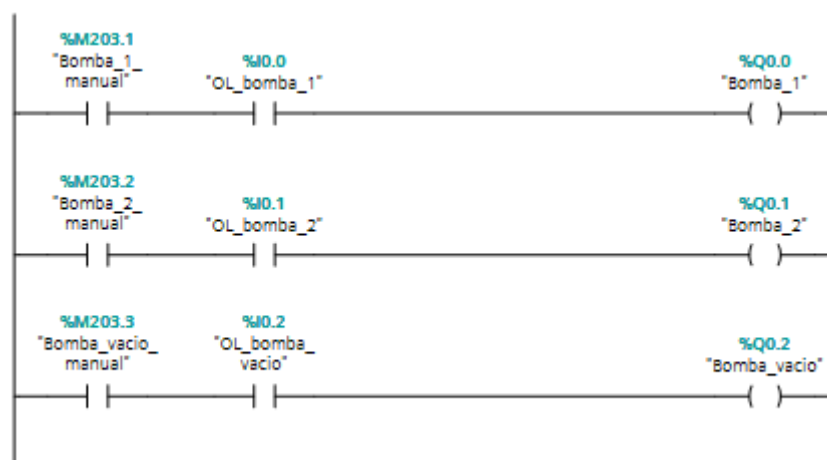 %M203.1
"Bomba_1_
manual"
%I0.0
"OL_bomba_1"
%Q0.0
"Bomba_1"
%M203.2
"Bomba_2_
manual"
%I0.1
"OL_bomba_2"
%Q0.1
"Bomba_2"
%M203.3
"Bomba_vacio_
manual"
%I0.2
"OL_bomba_
vacio"
%Q0.2
"Bomba_vacio"